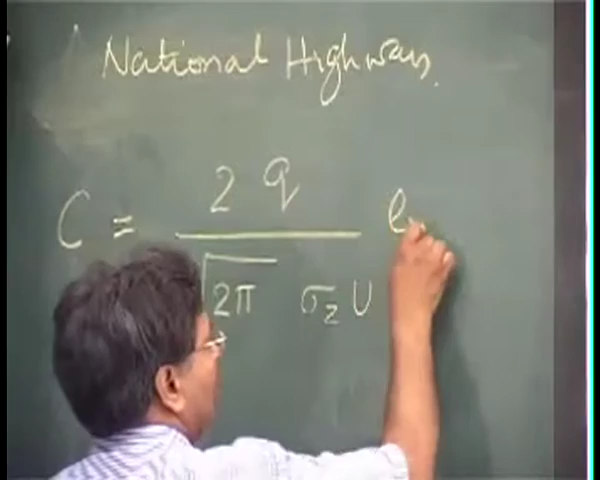 National Highways.
C = 2 q e
√2π σz U